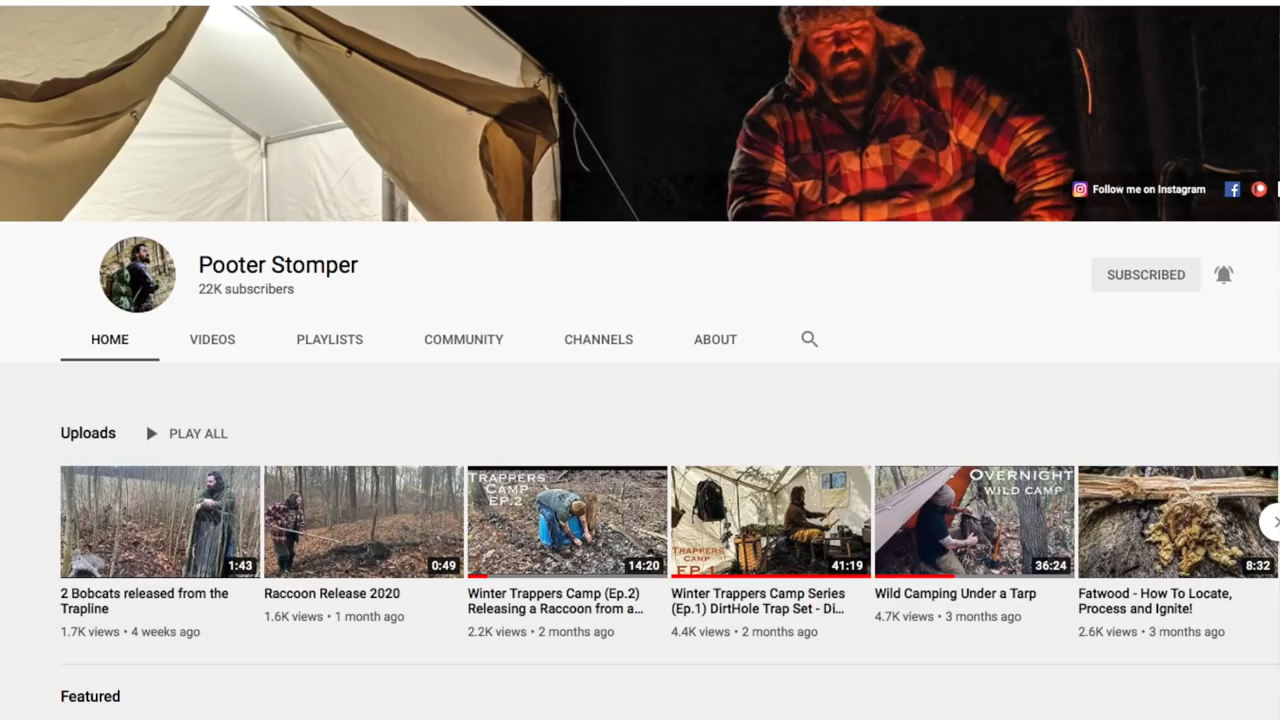 Follow me on Instagram
Pooter Stomper
22K subscribers
SUBSCRIBED
HOME
VIDEOS
PLAYLISTS
COMMUNITY
CHANNELS
ABOUT
Uploads
PLAY ALL
1:43
0:49
TRAPPERS
CAMP
EP.2
14:20
TRAPPERS
CAMP
EP.1
41:19
OVERNIGHT
WILD CAMP
36:24
8:32
2 Bobcats released from the
Trapline
1.7K views • 4 weeks ago
Raccoon Release 2020
1.6K views • 1 month ago
Winter Trappers Camp (Ep.2)
Releasing a Raccoon from a...
2.2K views • 2 months ago
Winter Trappers Camp Series
(Ep.1) DirtHole Trap Set - Di...
4.4K views • 2 months ago
Wild Camping Under a Tarp
4.7K views • 3 months ago
Fatwood - How To Locate,
Process and Ignite!
2.6K views • 3 months ago
Featured